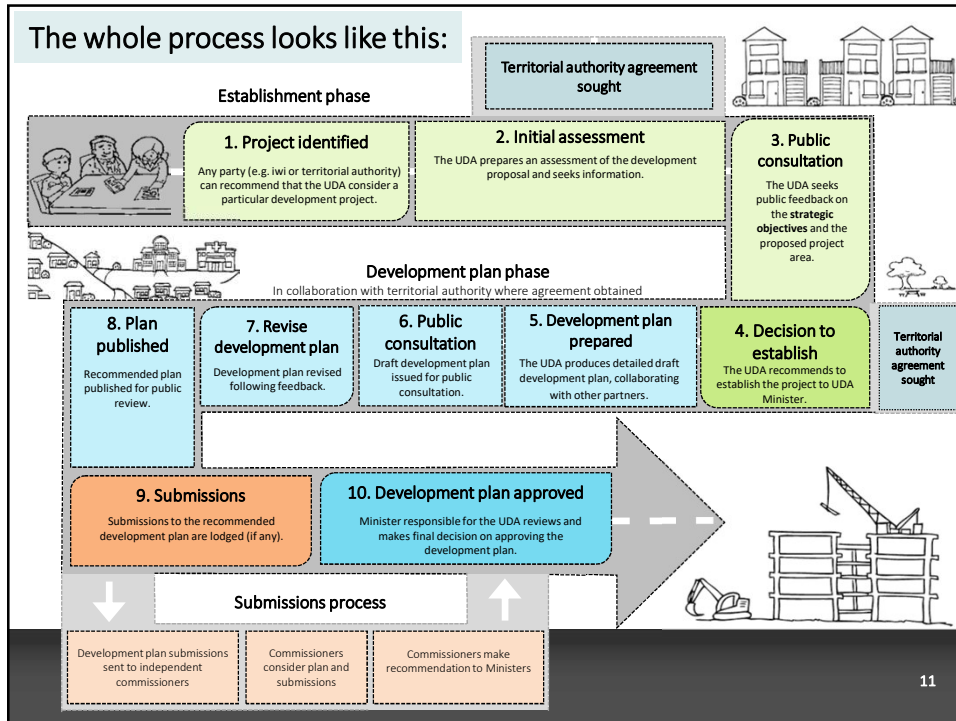 The whole process looks like this:
Territorial authority agreement
sought
Establishment phase
1. Project identified
Any party (e.g. iwi or territorial authority)
can recommend that the UDA consider a
particular development project.
2. Initial assessment
The UDA prepares an assessment of the development
proposal and seeks information.
3. Public
consultation
The UDA seeks
public feedback on
the strategic
objectives and the
proposed project
area.
Development plan phase
In collaboration with territorial authority where agreement obtained
4. Decision to
establish
The UDA recommends to
establish the project to UDA
Minister.
Territorial
authority
agreement
sought
5. Development plan
prepared
The UDA produces detailed draft
development plan, collaborating
with other partners.
6. Public
consultation
Draft development plan
issued for public
consultation.
7. Revise
development plan
Development plan revised
following feedback.
8. Plan
published
Recommended plan
published for public
review.
9. Submissions
Submissions to the recommended
development plan are lodged (if any).
10. Development plan approved
Minister responsible for the UDA reviews and
makes final decision on approving the
development plan.
Submissions process
Development plan submissions
sent to independent
commissioners
Commissioners
consider plan and
submissions
Commissioners make
recommendation to Ministers
11